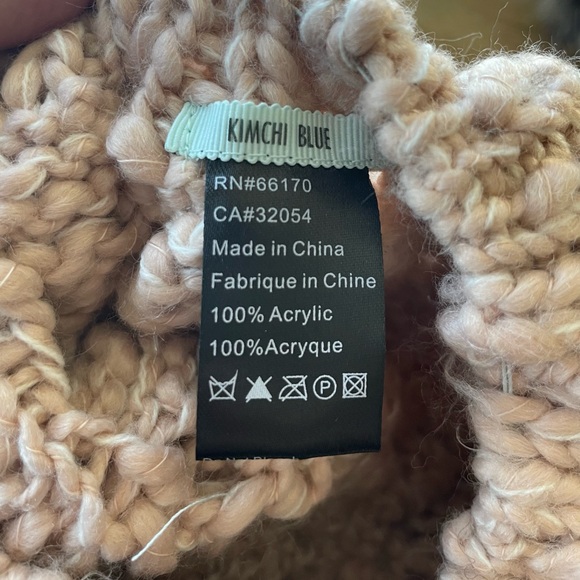 KIMCHI BLUE
RN#66170
CA#32054
Made in China
Fabrique in Chine
100% Acrylic
100%Acryque
P